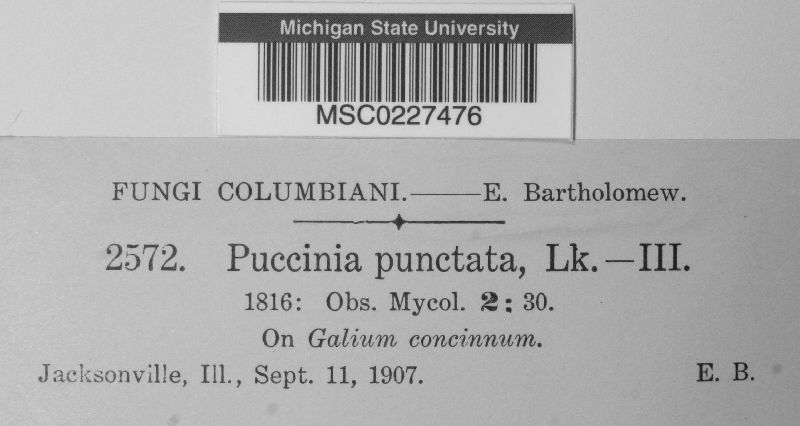 Michigan State University
MSC0227476
FUNGI COLUMBIANI.——E. Bartholomew.
2572. Puccinia punctata, Lk.—III.
1816: Obs. Mycol. 2: 30.
On Galium concinnum.
Jacksonville, Ill., Sept. 11, 1907. E. B.